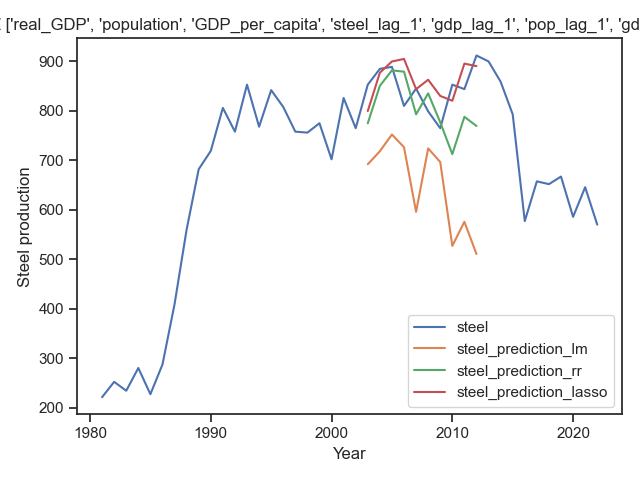 ['real_GDP', 'population', 'GDP_per_capita', 'steel_lag_1', 'gdp_lag_1', 'pop_lag_1', 'gd
900
800
700
600
500
400
300
200
Steel production
1980
1990
2000
2010
2020
Year
steel
steel_prediction_lm
steel_prediction_rr
steel_prediction_lasso